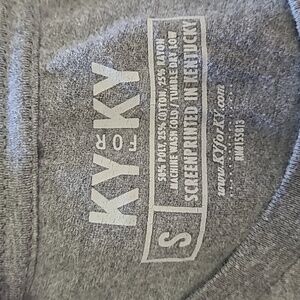 KY FOR KY
S
50% POLY, 25% COTTON, 25% RAYON
MACHINE WASH COLD / TUMBLE DRY LOW
SCREENPRINTED IN KENTUCKY
www.KYforKY.com